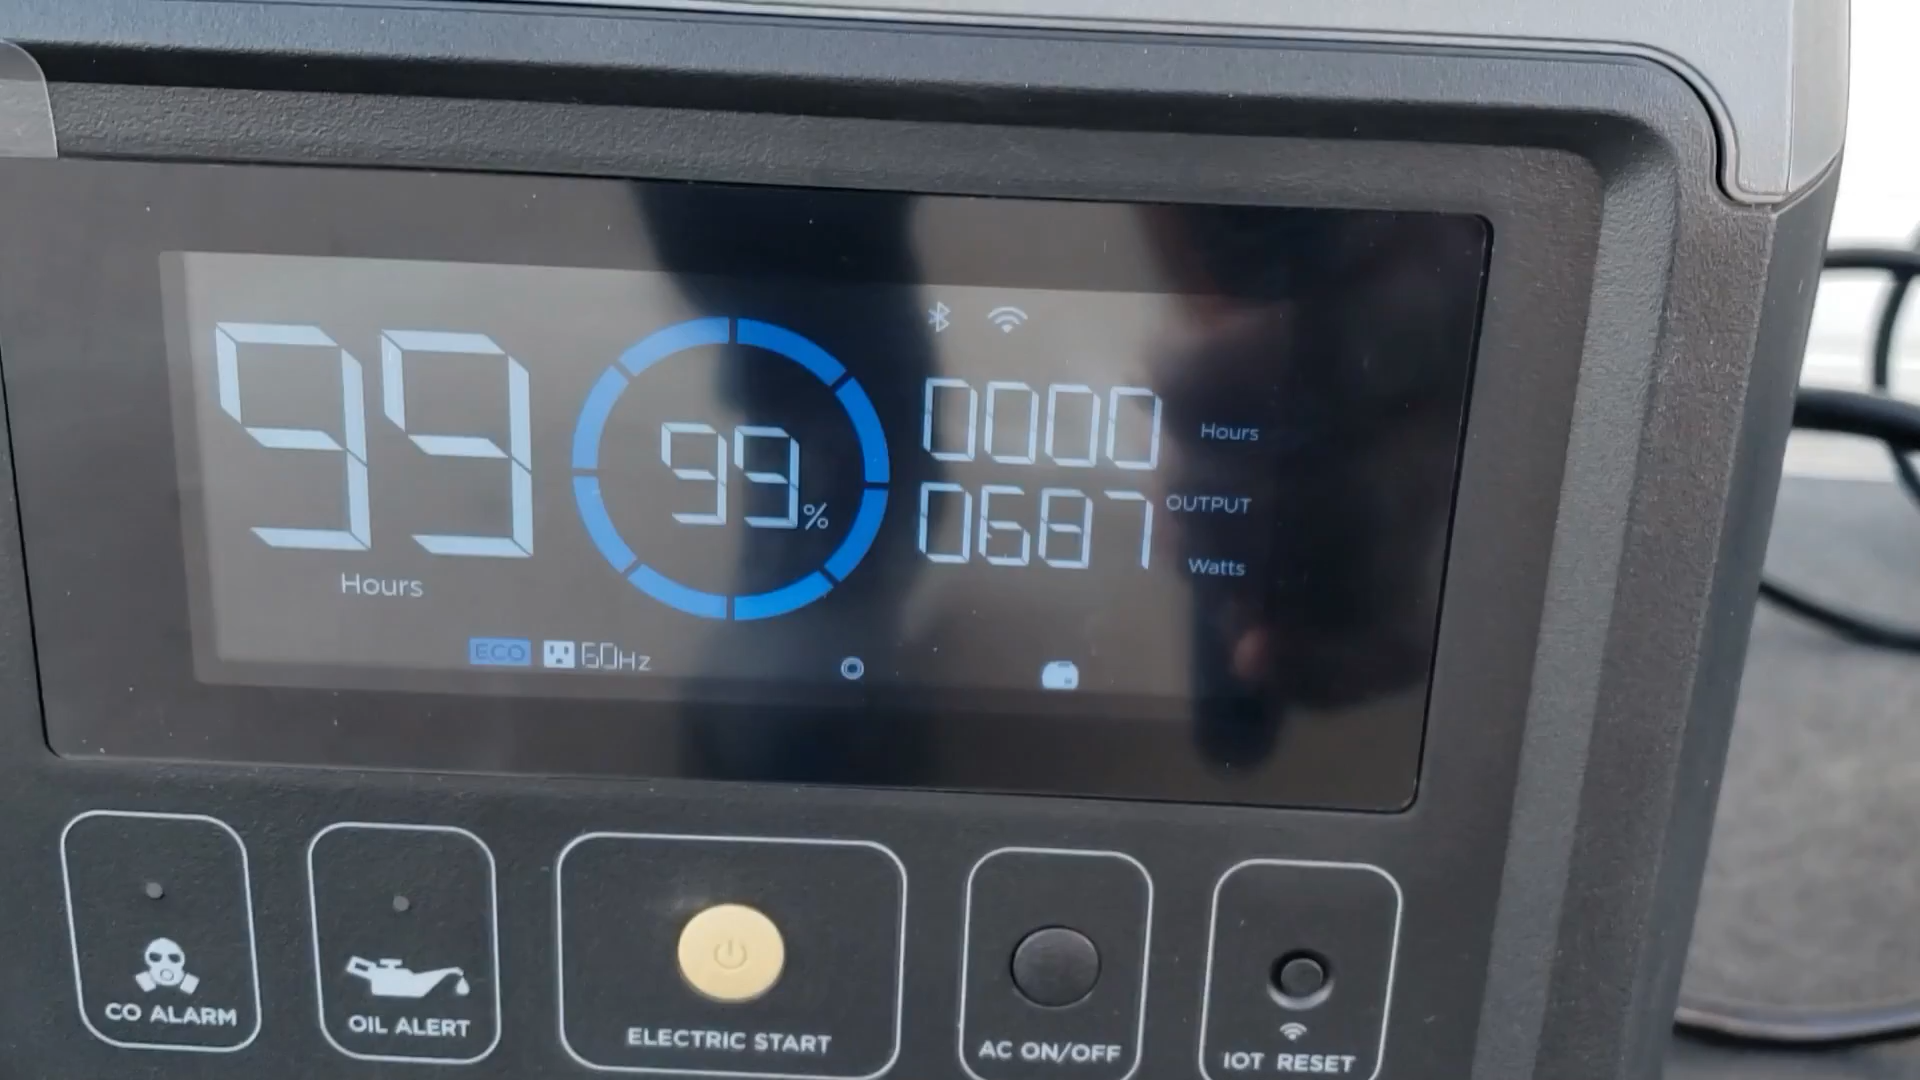 99
Hours
99%
0000 Hours
OUTPUT
0687 Watts
ECO 60Hz
CO ALARM
OIL ALERT
ELECTRIC START
AC ON/OFF
IOT RESET